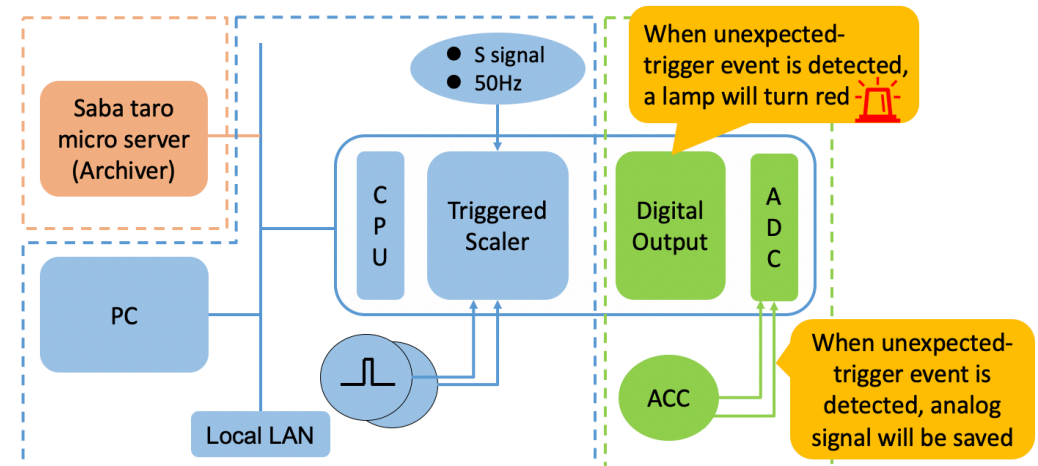 Saba taro
micro server
(Archiver)
PC
Local LAN
● S signal
● 50Hz
C
P
U
Triggered
Scaler
Digital
Output
A
D
C
ACC
When unexpected-
trigger event is detected,
a lamp will turn red
When unexpected-
trigger event is
detected, analog
signal will be saved